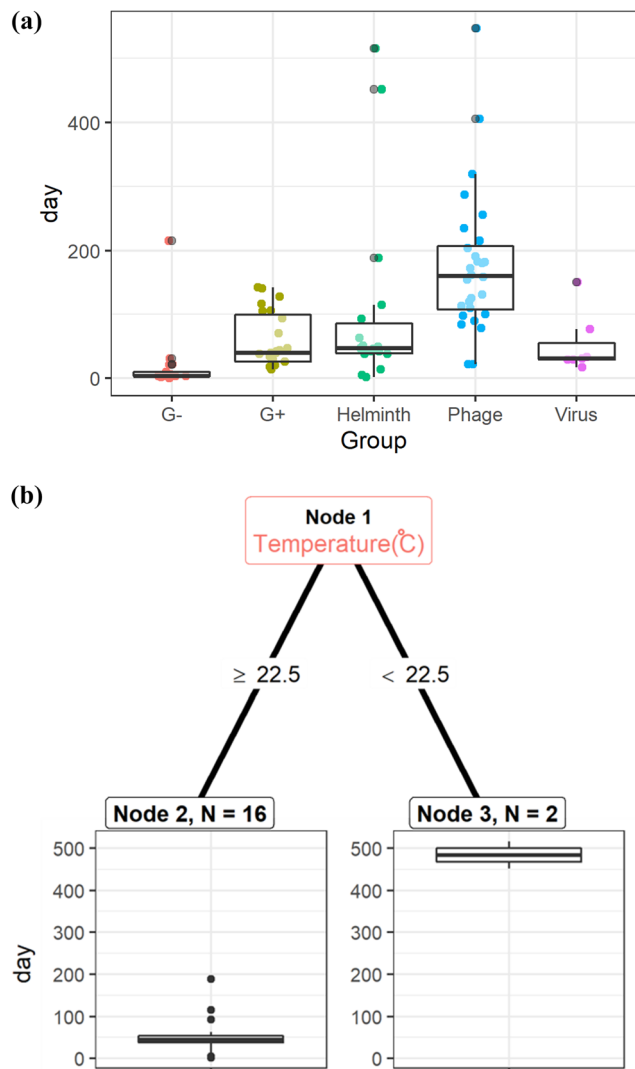 (a)
day
400
200
0
G-
G+
Helminth
Phage
Virus
Group
(b)
Node 1
Temperature(℃)
≥ 22.5
< 22.5
Node 2, N = 16
Node 3, N = 2
day
500
400
300
200
100
0
500
400
300
200
100
0